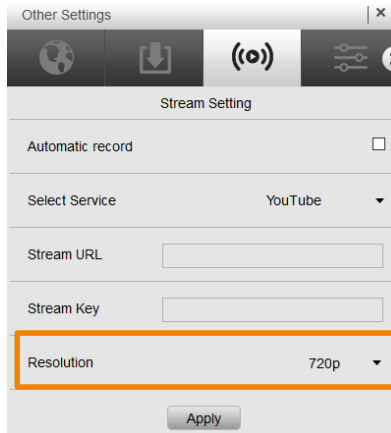 Other Settings
Stream Setting
Automatic record
Select Service YouTube
Stream URL
Stream Key
Resolution 720p
Apply